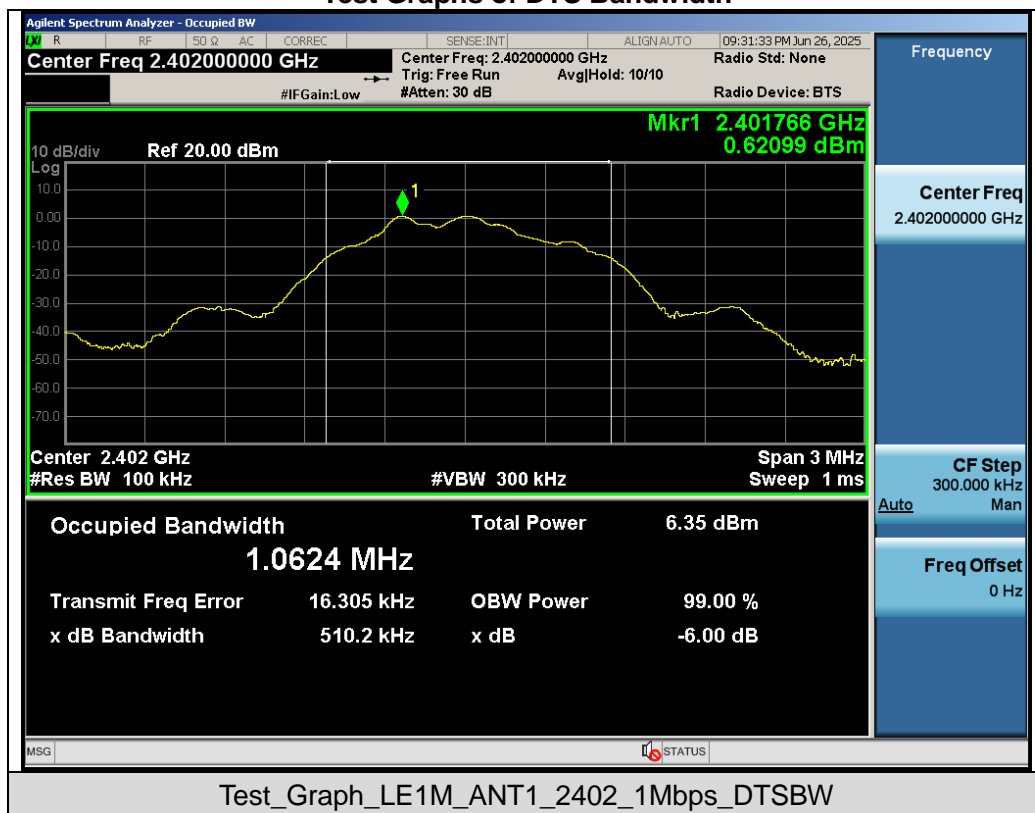 Test Graphs of DTS Bandwidth
Agilent Spectrum Analyzer - Occupied BW
LXI R RF 50 Ω AC CORREC SENSE:INT ALIGN AUTO 09:31:33 PM Jun 26, 2025
Center Freq 2.402000000 GHz
#IFGain:Low
Center Freq: 2.402000000 GHz
Trig: Free Run Avg|Hold: 10/10
#Atten: 30 dB
Radio Std: None
Radio Device: BTS
Mkr1 2.401766 GHz
0.62099 dBm
10 dB/div Ref 20.00 dBm
Log
10.0
0.00
-10.0
-20.0
-30.0
-40.0
-50.0
-60.0
-70.0
1
Center 2.402 GHz Span 3 MHz
#Res BW 100 kHz #VBW 300 kHz Sweep 1 ms
Occupied Bandwidth Total Power 6.35 dBm
1.0624 MHz
Transmit Freq Error 16.305 kHz OBW Power 99.00 %
x dB Bandwidth 510.2 kHz x dB -6.00 dB
MSG STATUS
Frequency
Center Freq
2.402000000 GHz
CF Step
300.000 kHz
Auto Man
Freq Offset
0 Hz
Test_Graph_LE1M_ANT1_2402_1Mbps_DTSBW